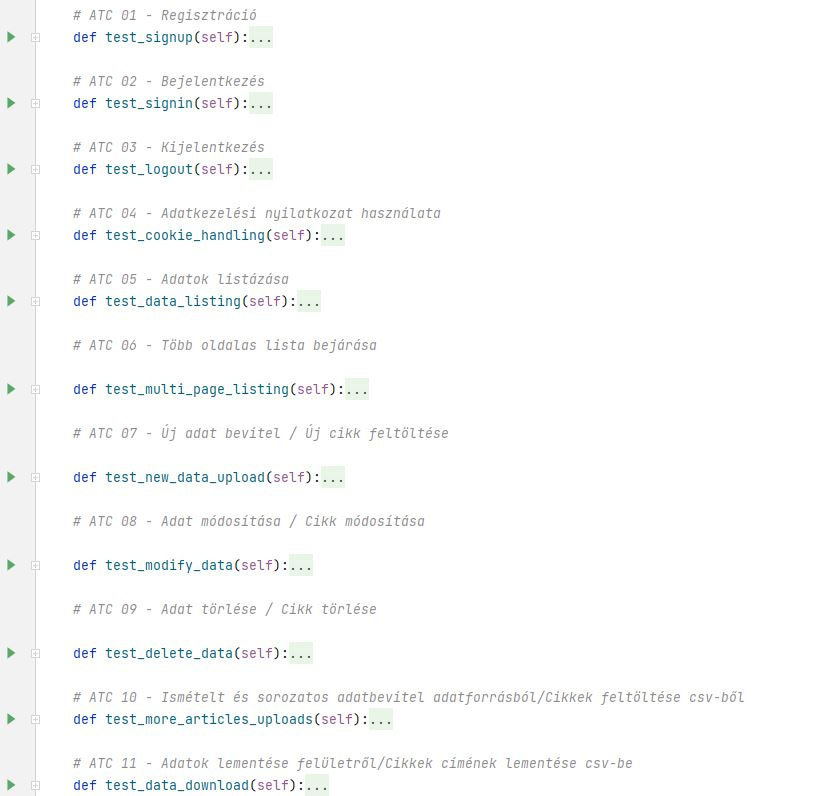 # ATC 01 - Regisztráció
def test_signup(self):...
# ATC 02 - Bejelentkezés
def test_signin(self):...
# ATC 03 - Kijelentkezés
def test_logout(self):...
# ATC 04 - Adatkezelési nyilatkozat használata
def test_cookie_handling(self):...
# ATC 05 - Adatok listázása
def test_data_listing(self):...
# ATC 06 - Több oldalas lista bejárása
def test_multi_page_listing(self):...
# ATC 07 - Új adat bevitel / Új cikk feltöltése
def test_new_data_upload(self):...
# ATC 08 - Adat módosítása / Cikk módosítása
def test_modify_data(self):...
# ATC 09 - Adat törlése / Cikk törlése
def test_delete_data(self):...
# ATC 10 - Ismételt és sorozatos adatbevitel adatforrásból/Cikkek feltöltése csv-ből
def test_more_articles_uploads(self):...
# ATC 11 - Adatok lementése felületről/Cikkek címének lementése csv-be
def test_data_download(self):...